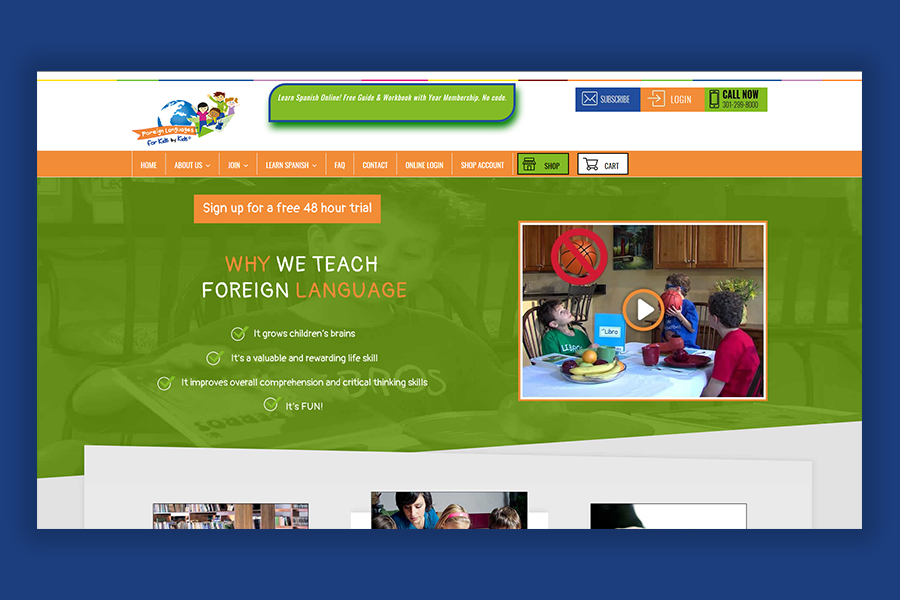 Learn Spanish Online! Free Guide & Workbook with Year Membership. No code.
SUBSCRIBE
LOGIN
CALL NOW
301-299-8000
Foreign Languages
For Kids by Kids
HOME
ABOUT US
JOIN
LEARN SPANISH
FAQ
CONTACT
ONLINE LOGIN
SHOP ACCOUNT
SHOP
CART
Sign up for a free 48 hour trial
WHY WE TEACH
FOREIGN LANGUAGE
It grows children's brains
It's a valuable and rewarding life skill
It improves overall comprehension and critical thinking skills
It's FUN!
"Libro
LIBROS